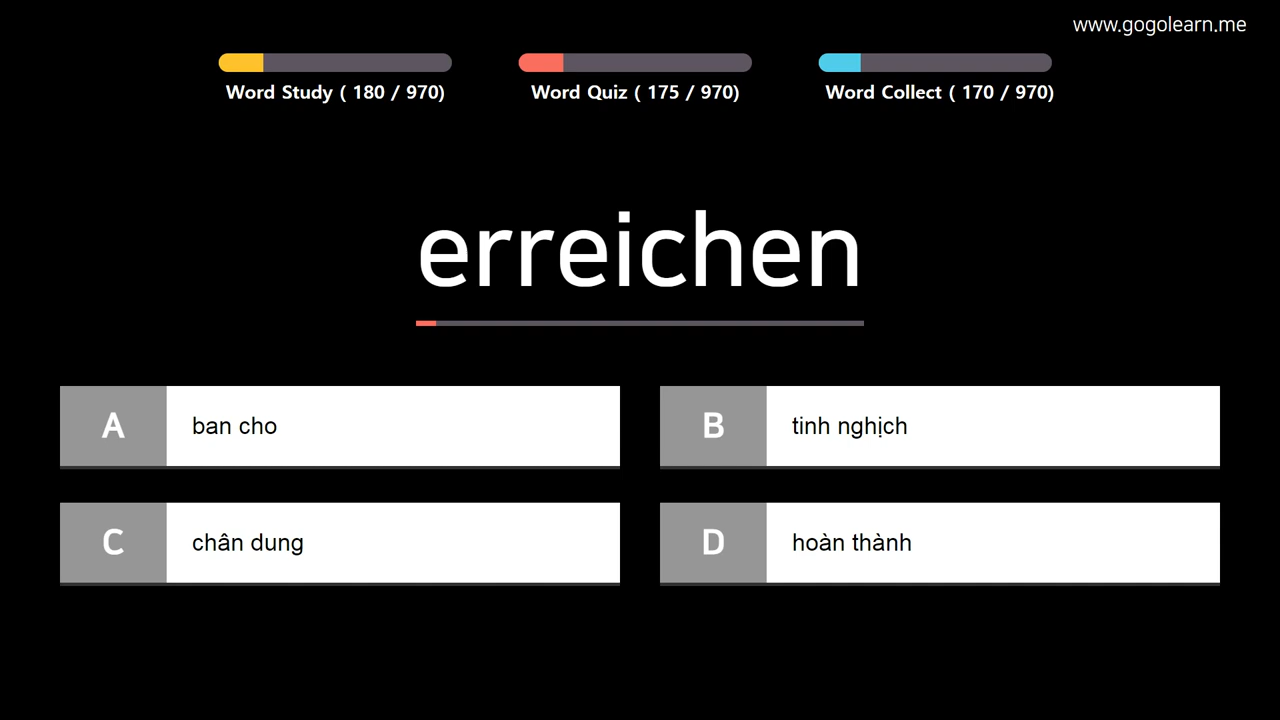 www.gogolearn.me
Word Study ( 180 / 970)
Word Quiz ( 175 / 970)
Word Collect ( 170 / 970)
erreichen
A ban cho
B tinh nghịch
C chân dung
D hoàn thành